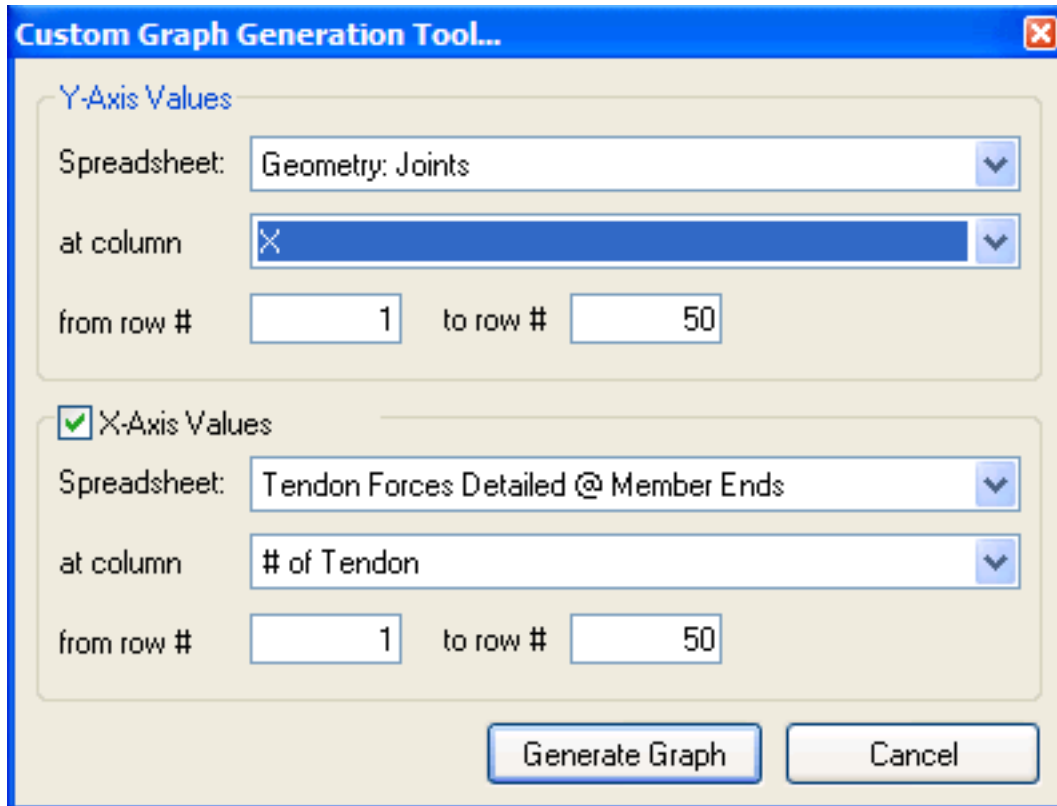 Custom Graph Generation Tool...
Y-Axis Values
Spreadsheet: Geometry: Joints
at column X
from row # 1 to row # 50
X-Axis Values
Spreadsheet: Tendon Forces Detailed @ Member Ends
at column # of Tendon
from row # 1 to row # 50
Generate Graph Cancel